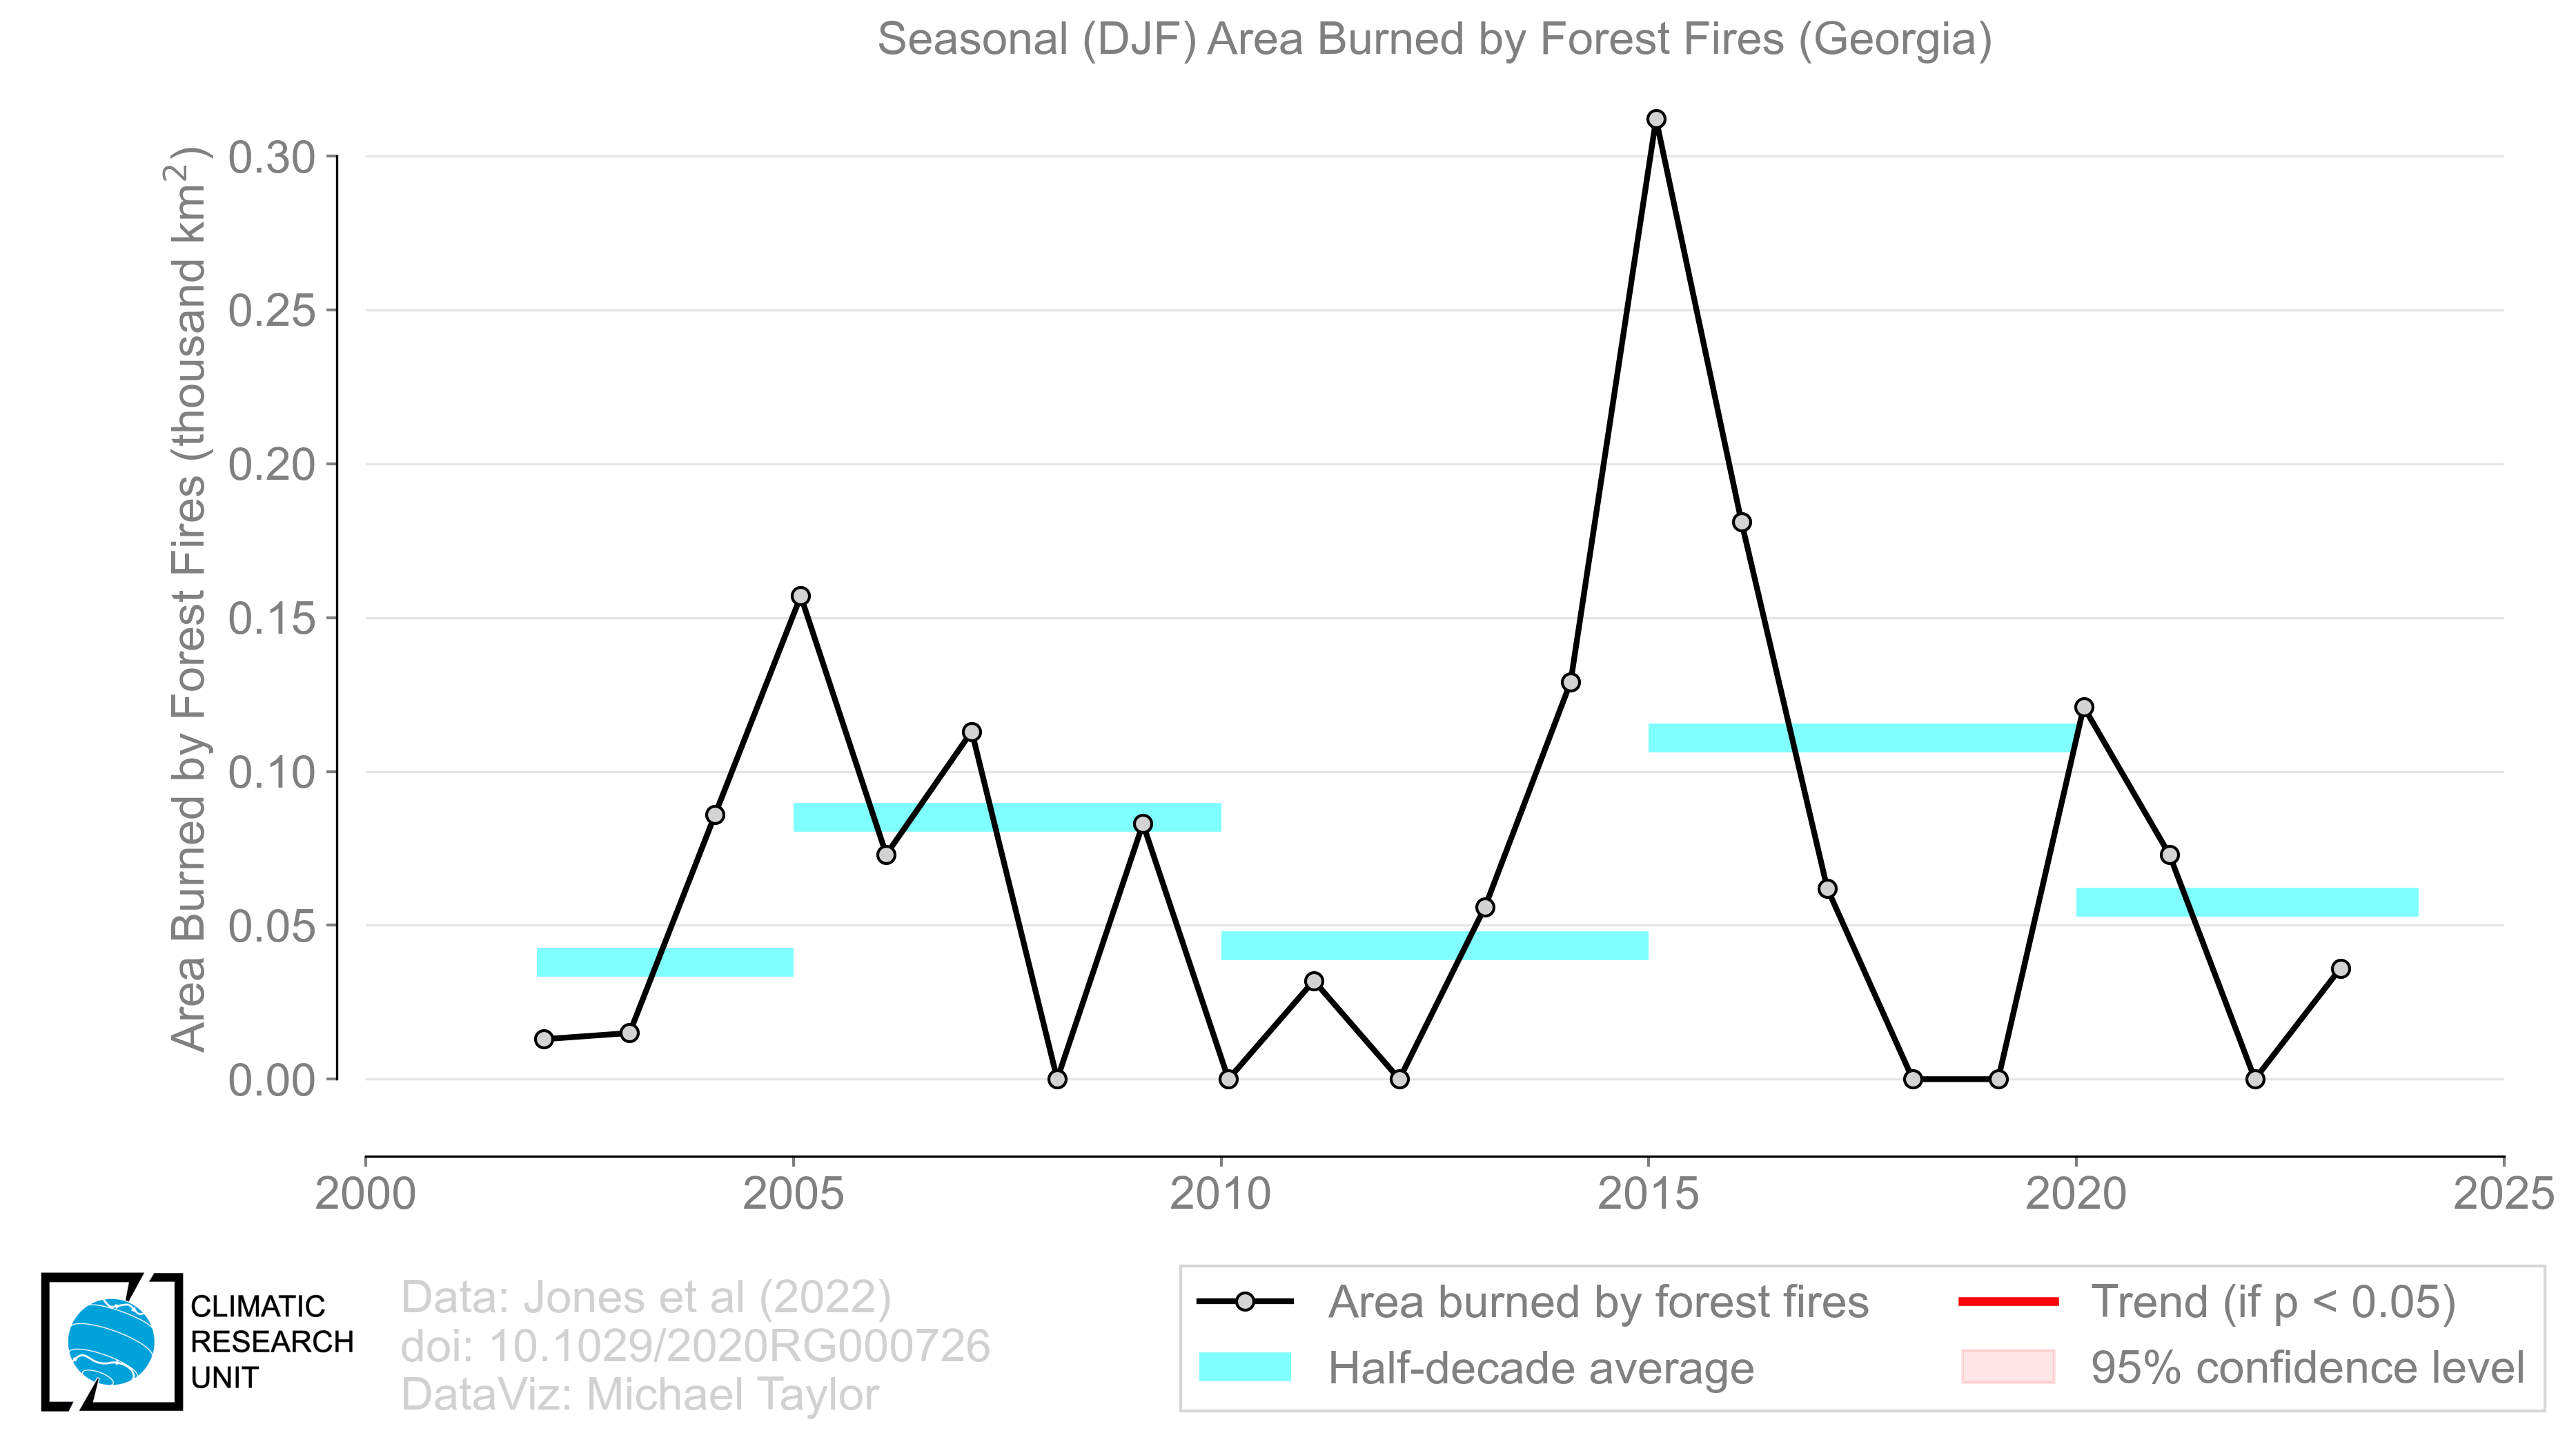 Seasonal (DJF) Area Burned by Forest Fires (Georgia)
Area Burned by Forest Fires (thousand km²)
0.30
0.25
0.20
0.15
0.10
0.05
0.00
2000
2005
2010
2015
2020
2025
CLIMATIC
RESEARCH
UNIT
Data: Jones et al (2022)
doi: 10.1029/2020RG000726
DataViz: Michael Taylor
Area burned by forest fires
Half-decade average
Trend (if p < 0.05)
95% confidence level